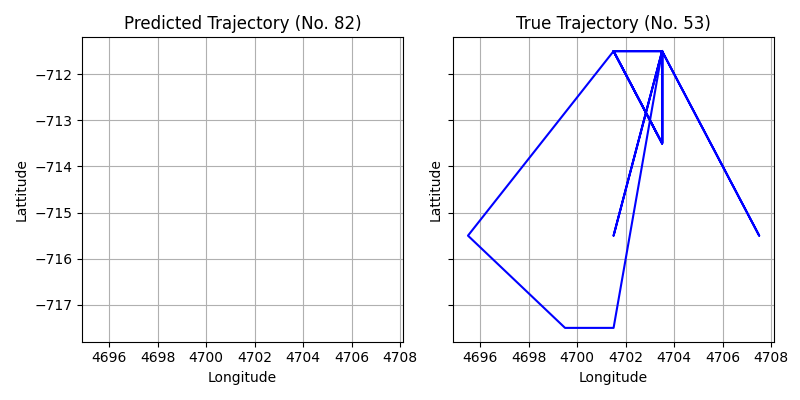 Predicted Trajectory (No. 82)
True Trajectory (No. 53)
−712
−713
−714
−715
−716
−717
Lattitude
Lattitude
4696 4698 4700 4702 4704 4706 4708
4696 4698 4700 4702 4704 4706 4708
Longitude
Longitude